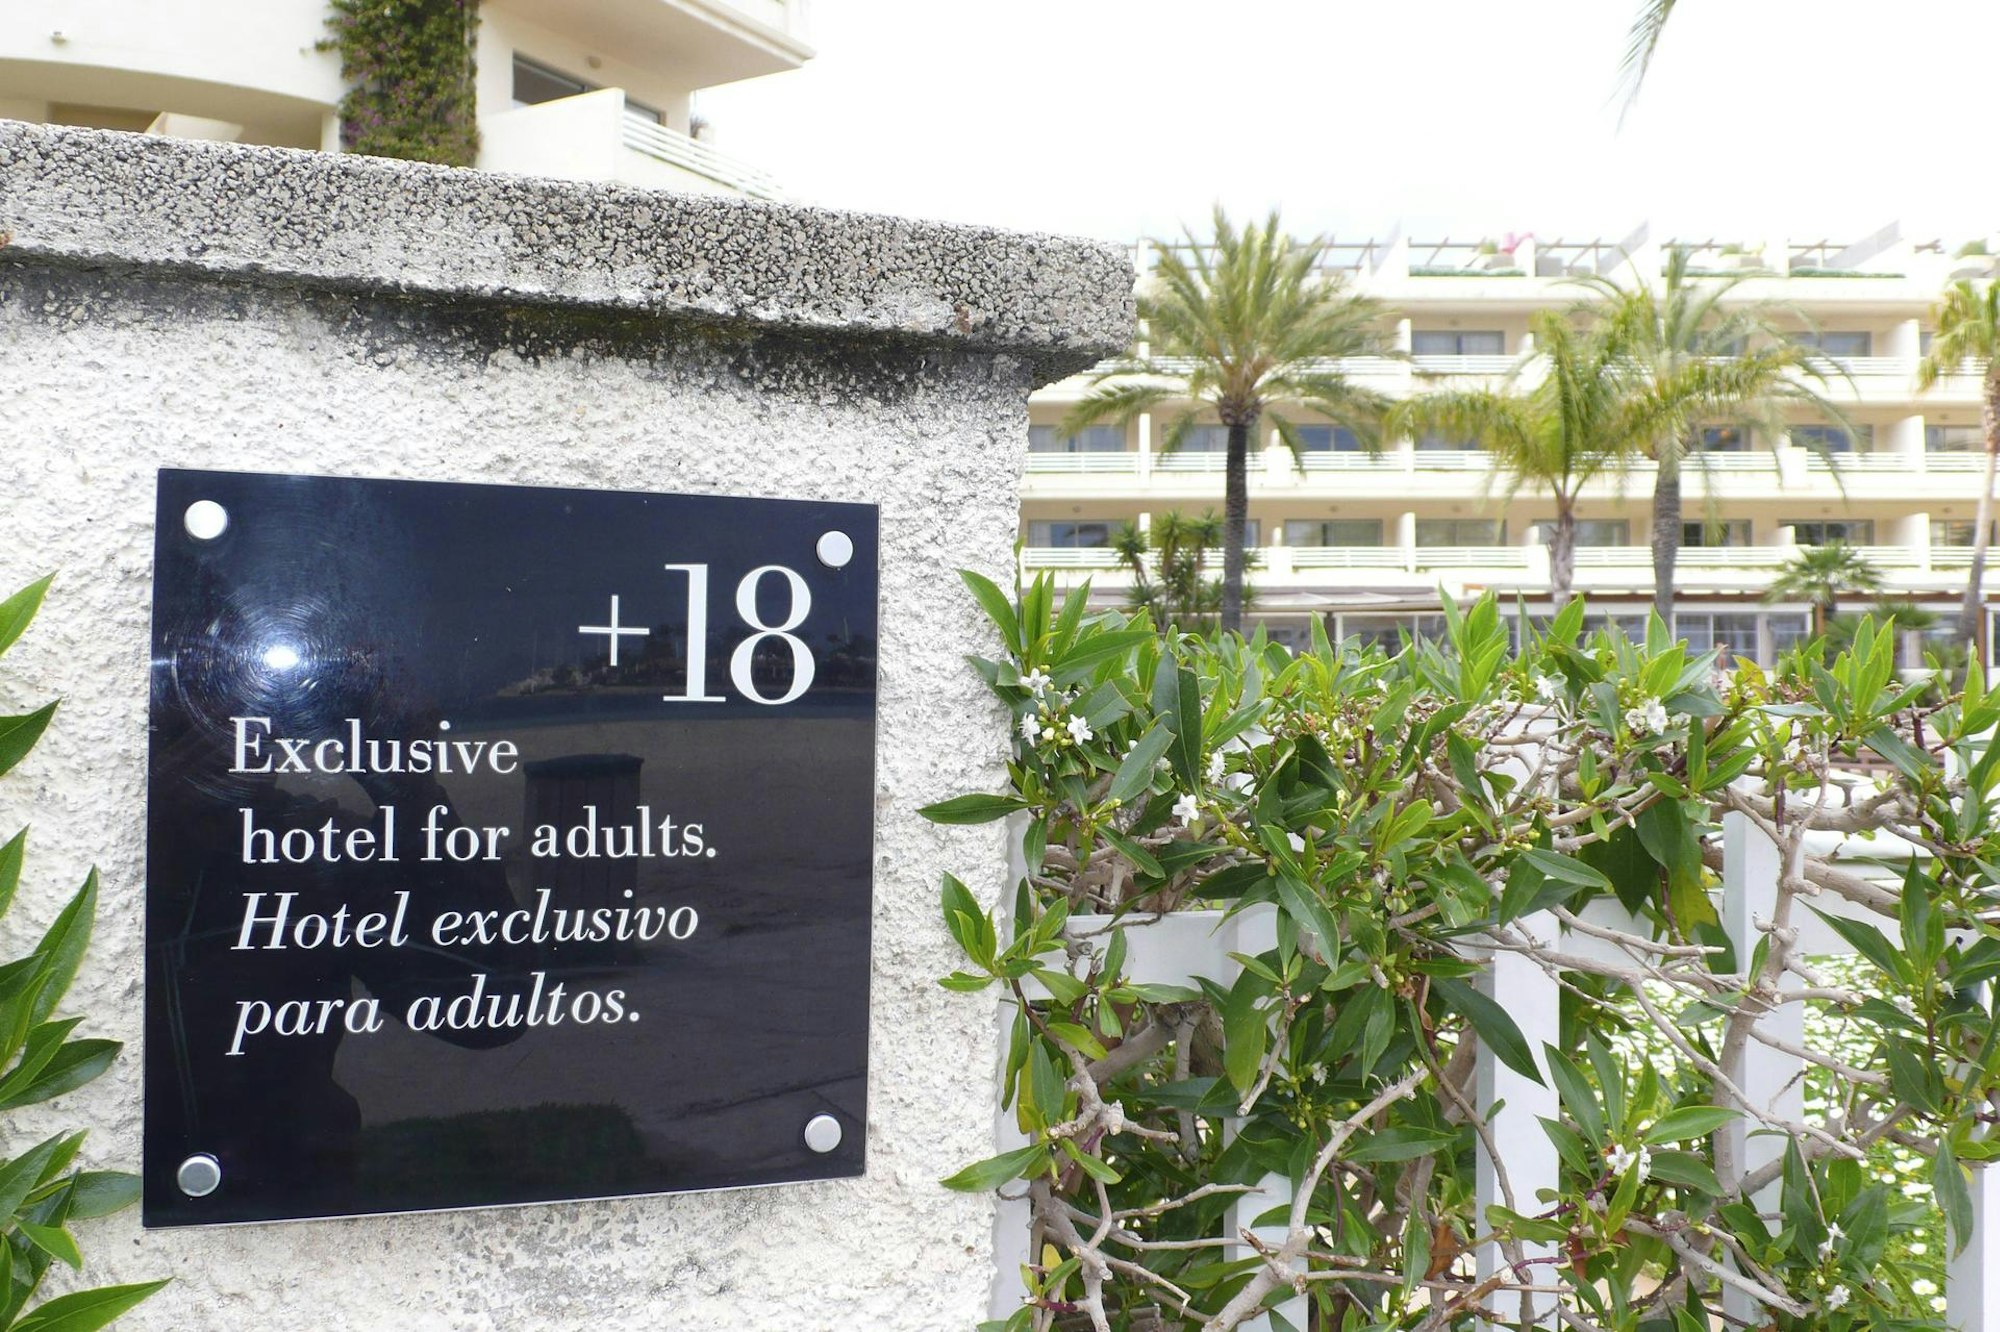 +18
Exclusive
hotel for adults.
Hotel exclusivo
para adultos.